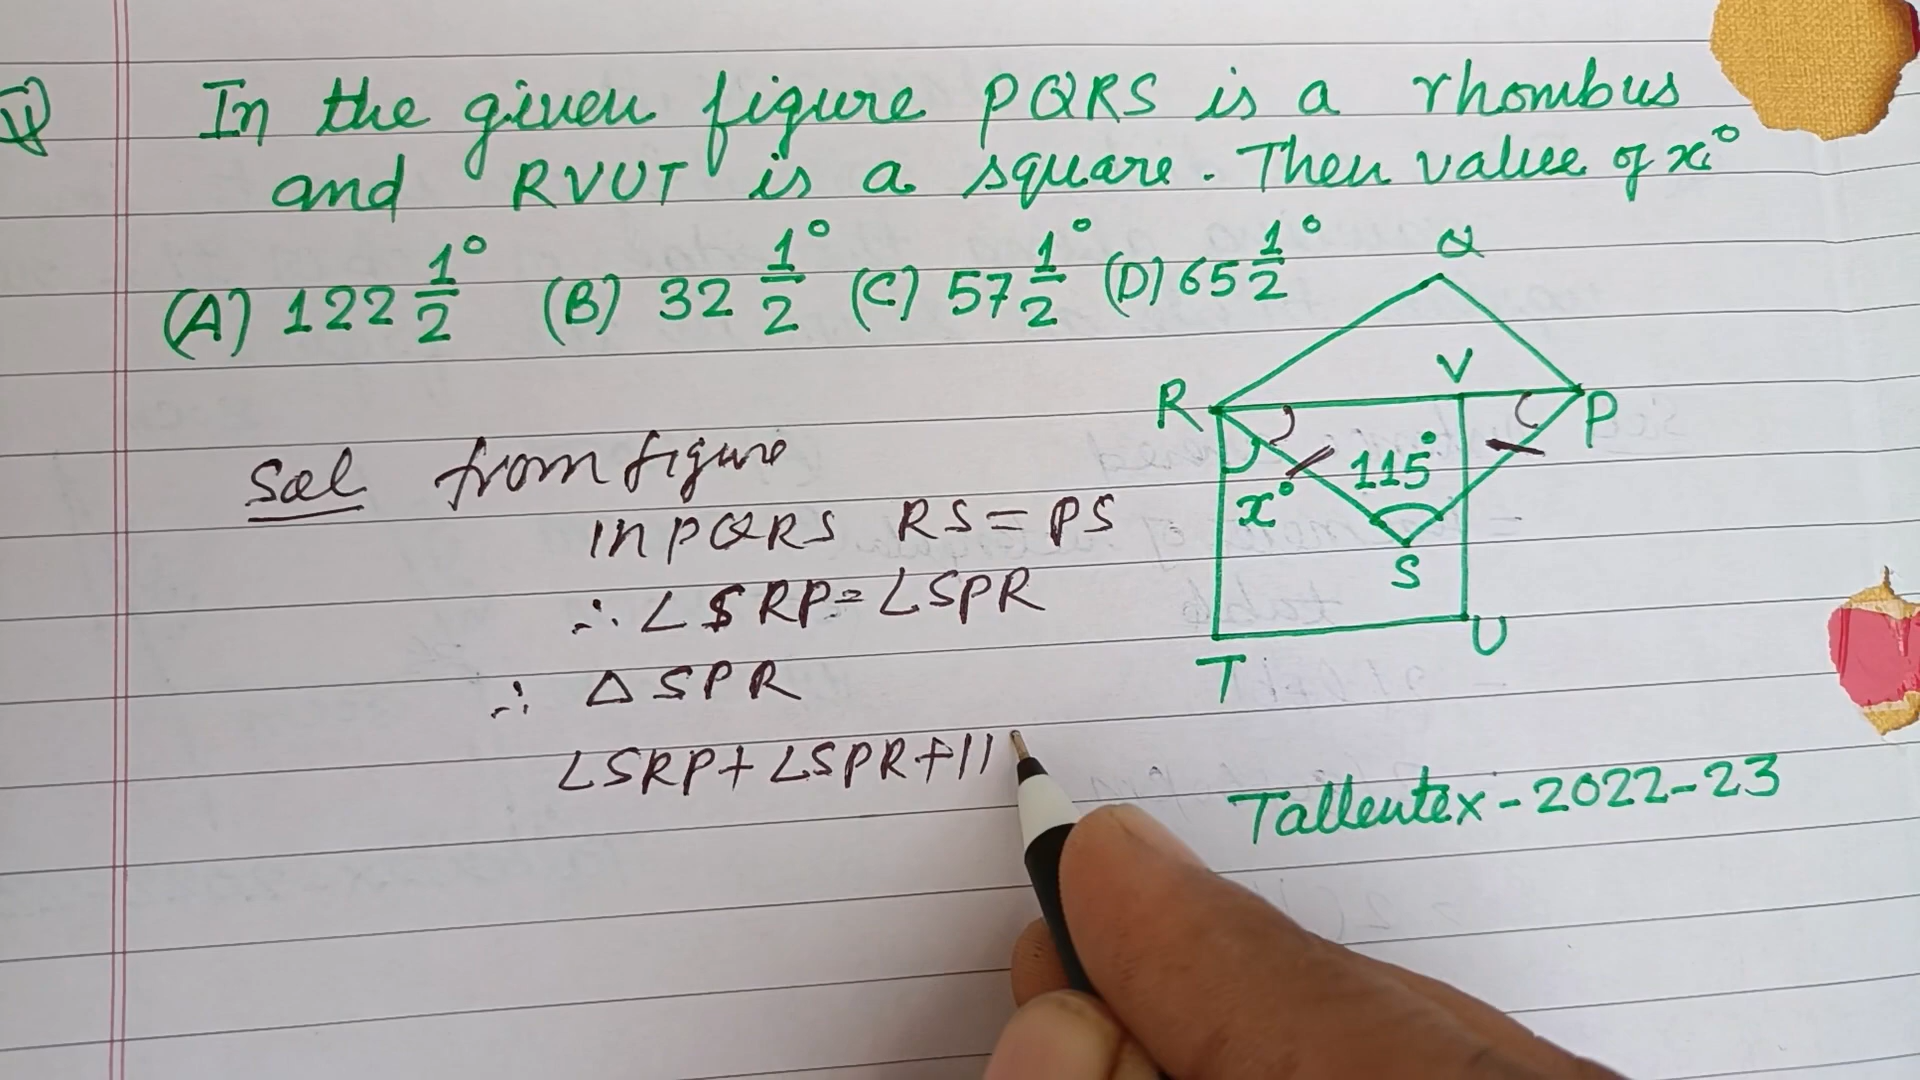 Q In the given figure PQRS is a rhombus
and RVUT is a square. Then value of x°
(A) 122 1/2° (B) 32 1/2° (C) 57 1/2° (D) 65 1/2°
Q
V
R
P
115°
x°
S
T
U
Sol from figure
In PQRS RS = PS
∴ ∠SRP = ∠SPR
∴ △SPR
∠SRP + ∠SPR + 11
Tallentex - 2022-23